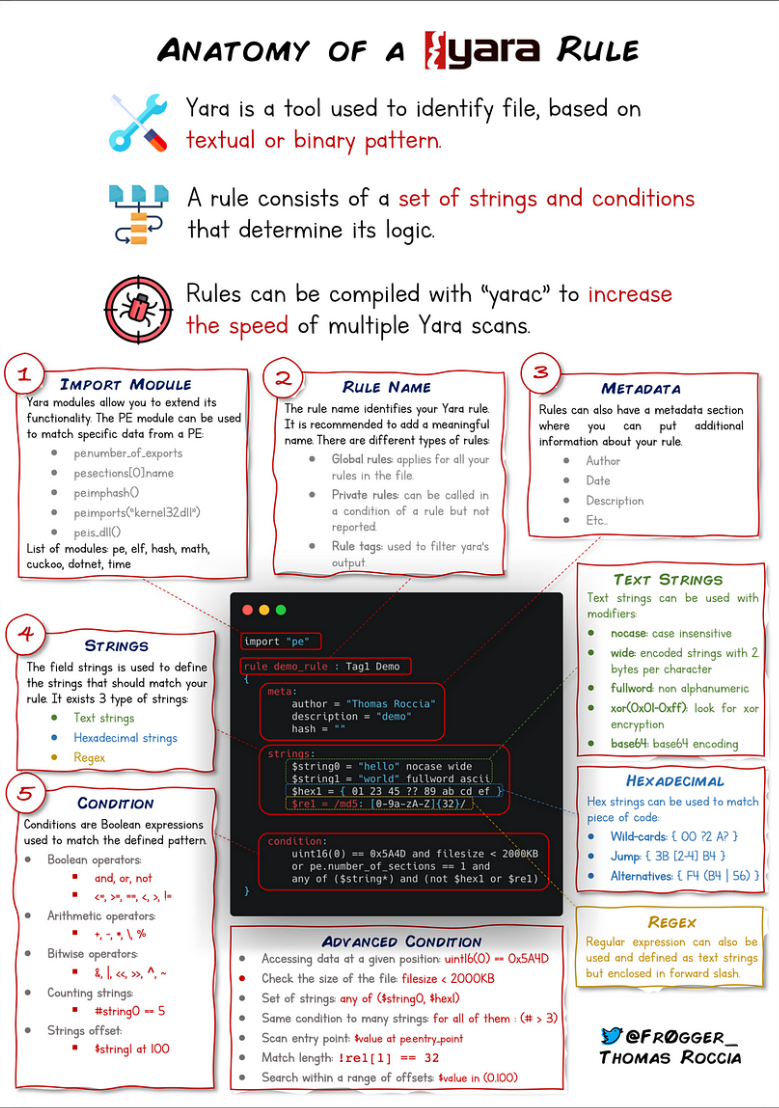 Anatomy of a yara Rule
Yara is a tool used to identify file, based on
textual or binary pattern.
A rule consists of a set of strings and conditions
that determine its logic.
Rules can be compiled with “yarac” to increase
the speed of multiple Yara scans.
1
Import Module
Yara modules allow you to extend its
functionality. The PE module can be used
to match specific data from a PE:
• pe.number_of_exports
• pe.sections[0].name
• pe.imphash()
• pe.imports("kernel32.dll")
• pe.is_dll()
List of modules: pe, elf, hash, math,
cuckoo, dotnet, time
2
Rule Name
The rule name identifies your Yara rule.
It is recommended to add a meaningful
name. There are different types of rules:
• Global rules: applies for all your
rules in the file.
• Private rules: can be called in
a condition of a rule but not
reported.
• Rule tags: used to filter yara's
output.
3
Metadata
Rules can also have a metadata section
where you can put additional
information about your rule.
• Author
• Date
• Description
• Etc...
4
Strings
The field strings is used to define
the strings that should match your
rule. It exists 3 type of strings:
• Text strings
• Hexadecimal strings
• Regex
5
Condition
Conditions are Boolean expressions
used to match the defined pattern.
• Boolean operators:
▪ and, or, not
▪ <=, >=, ==, <, >, !=
• Arithmetic operators:
▪ +, -, *, \, %
• Bitwise operators:
▪ &, |, <<, >>, ^, ~
• Counting strings:
▪ #string0 == 5
• Strings offset:
▪ $string1 at 100
import "pe"
rule demo_rule : Tag1 Demo
{
meta:
author = "Thomas Roccia"
description = "demo"
hash = ""
strings:
$string0 = "hello" nocase wide
$string1 = "world" fullword ascii
$hex1 = { 01 23 45 ?? 89 ab cd ef }
$re1 = /md5: [0-9a-zA-Z]{32}/
condition:
uint16(0) == 0x5A4D and filesize < 2000KB
or pe.number_of_sections == 1 and
any of ($string*) and (not $hex1 or $re1)
}
Text Strings
Text strings can be used with
modifiers:
• nocase: case insensitive
• wide: encoded strings with 2
bytes per character
• fullword: non alphanumeric
• xor(0x01-0xff): look for xor
encryption
• base64: base64 encoding
Hexadecimal
Hex strings can be used to match
piece of code:
• Wild-cards: { 00 ?2 A? }
• Jump: { 3B [2-4] B4 }
• Alternatives: { F4 (B4 | 56) }
Regex
Regular expression can also be
used and defined as text strings
but enclosed in forward slash.
Advanced Condition
• Accessing data at a given position: uint16(0) == 0x5A4D
• Check the size of the file: filesize < 2000KB
• Set of strings: any of ($string0, $hex1)
• Same condition to many strings: for all of them : (# > 3)
• Scan entry point: $value at pe.entry_point
• Match length: !re1[1] == 32
• Search within a range of offsets: $value in (0..100)
@Fr0gger_
Thomas Roccia